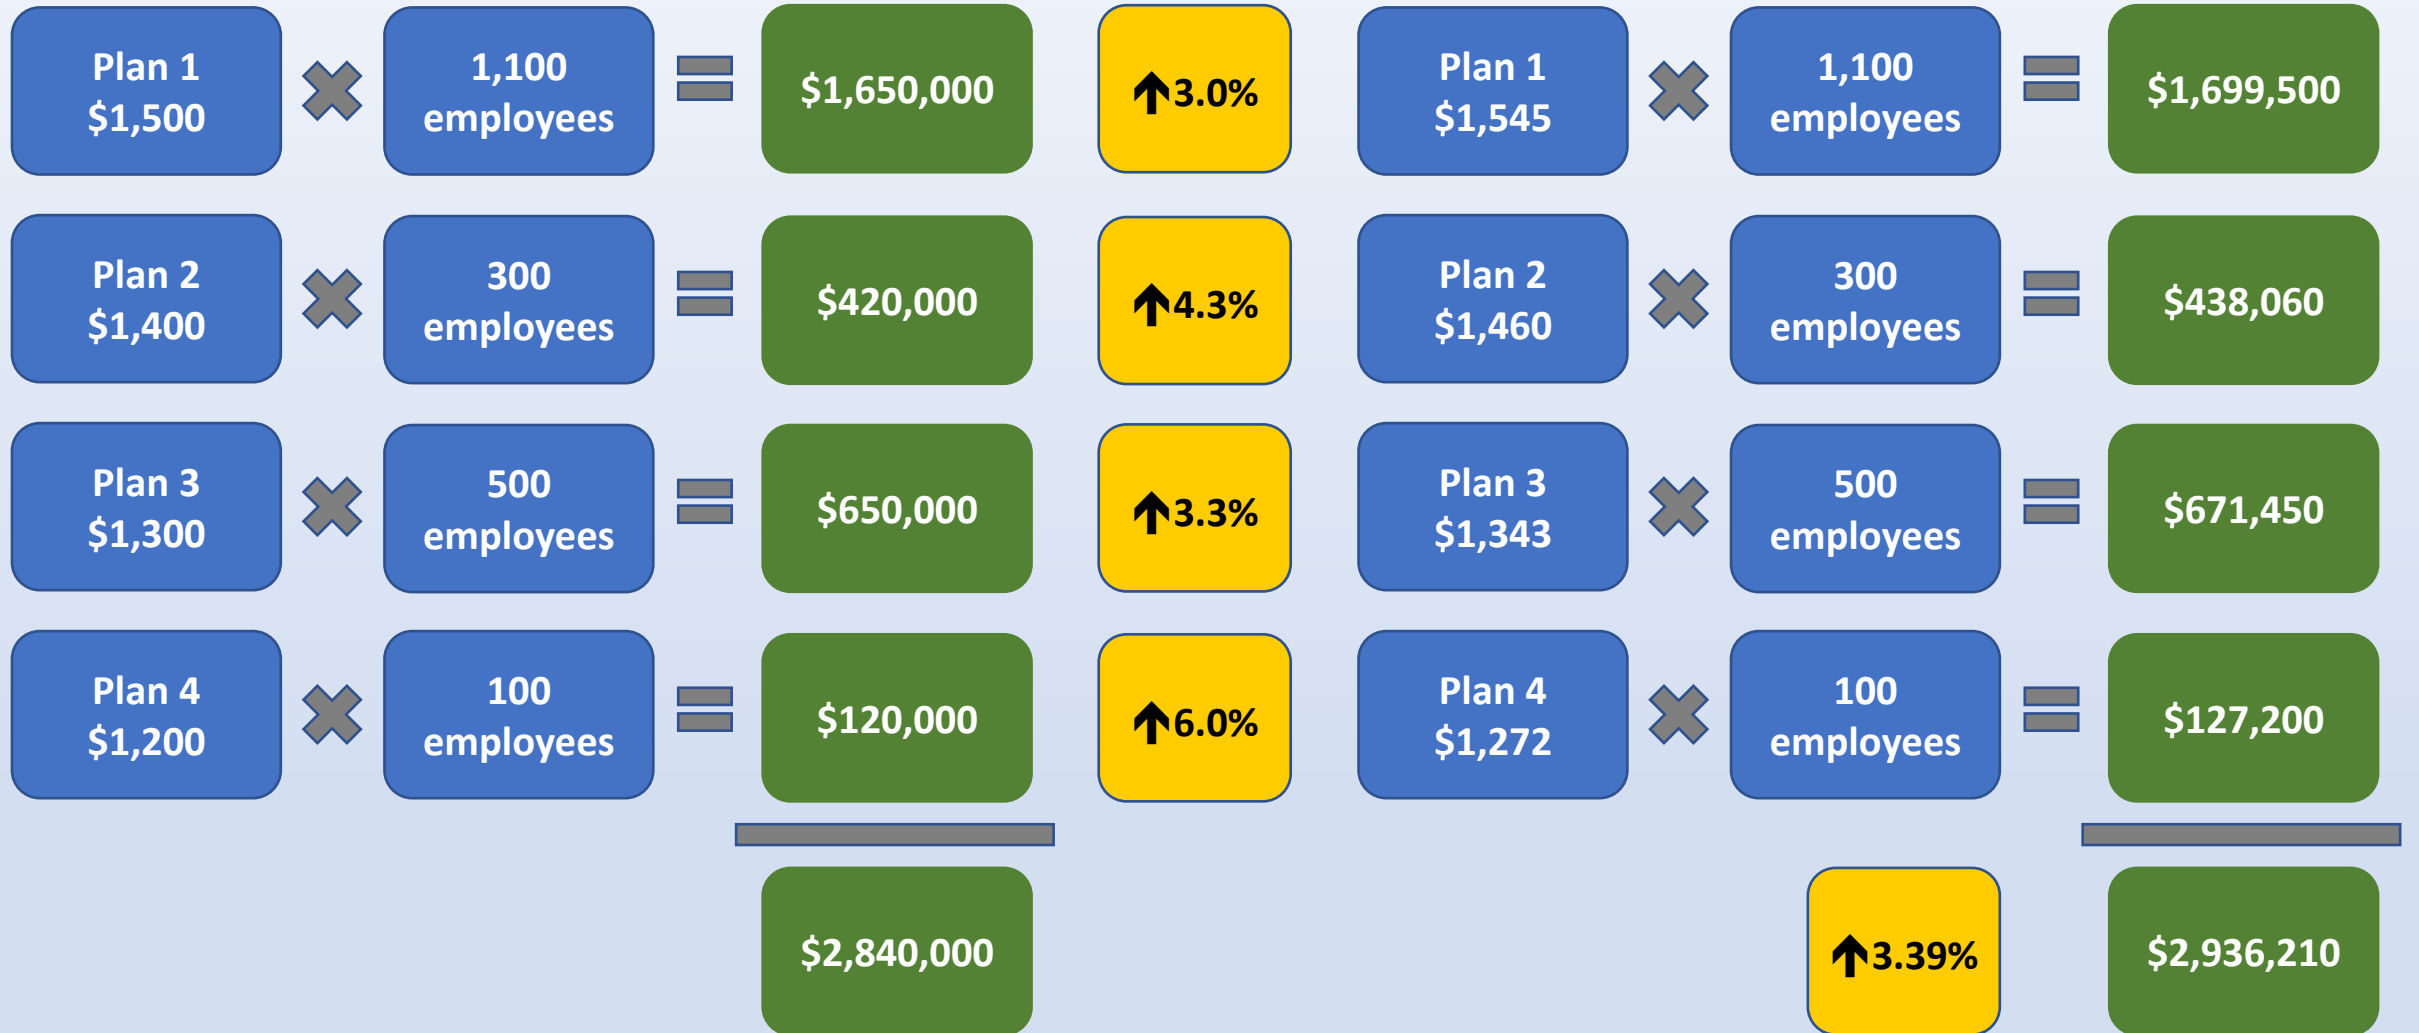 Plan 1
$1,500
1,100
employees
$1,650,000
↑3.0%
Plan 1
$1,545
1,100
employees
$1,699,500
Plan 2
$1,400
300
employees
$420,000
↑4.3%
Plan 2
$1,460
300
employees
$438,060
Plan 3
$1,300
500
employees
$650,000
↑3.3%
Plan 3
$1,343
500
employees
$671,450
Plan 4
$1,200
100
employees
$120,000
↑6.0%
Plan 4
$1,272
100
employees
$127,200
$2,840,000
↑3.39%
$2,936,210